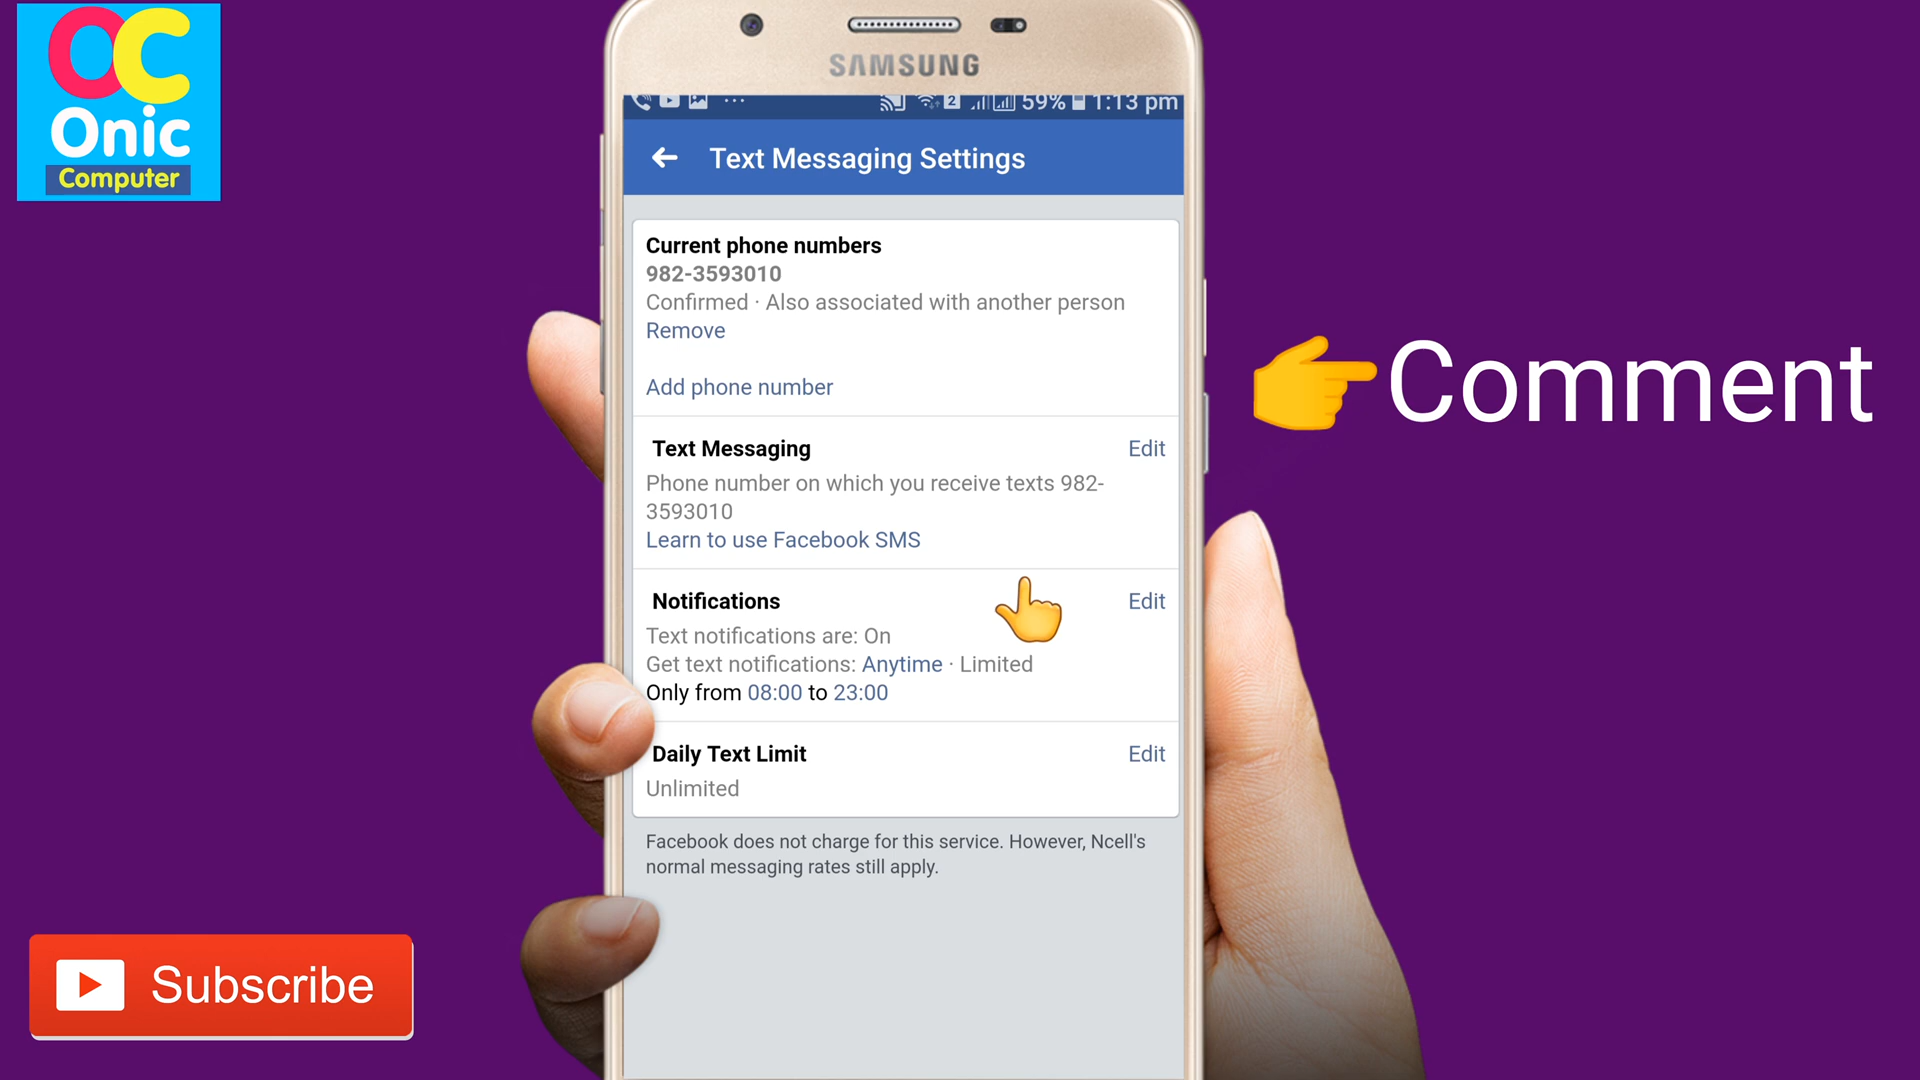 OC
Onic
Computer
SAMSUNG
2 59% 1:13 pm
Text Messaging Settings
Current phone numbers
982-3593010
Confirmed · Also associated with another person
Remove
Add phone number
Text Messaging Edit
Phone number on which you receive texts 982-
3593010
Learn to use Facebook SMS
Notifications Edit
Text notifications are: On
Get text notifications: Anytime · Limited
Only from 08:00 to 23:00
Daily Text Limit Edit
Unlimited
Facebook does not charge for this service. However, Ncell's
normal messaging rates still apply.
👉Comment
Subscribe